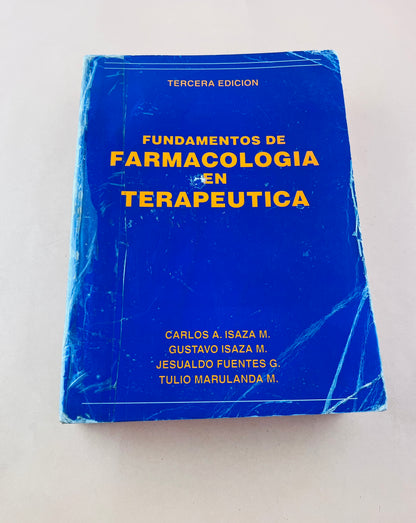 TERCERA EDICION
FUNDAMENTOS DE
FARMACOLOGIA
EN
TERAPEUTICA
CARLOS A. ISAZA M.
GUSTAVO ISAZA M.
JESUALDO FUENTES G.
TULIO MARULANDA M.